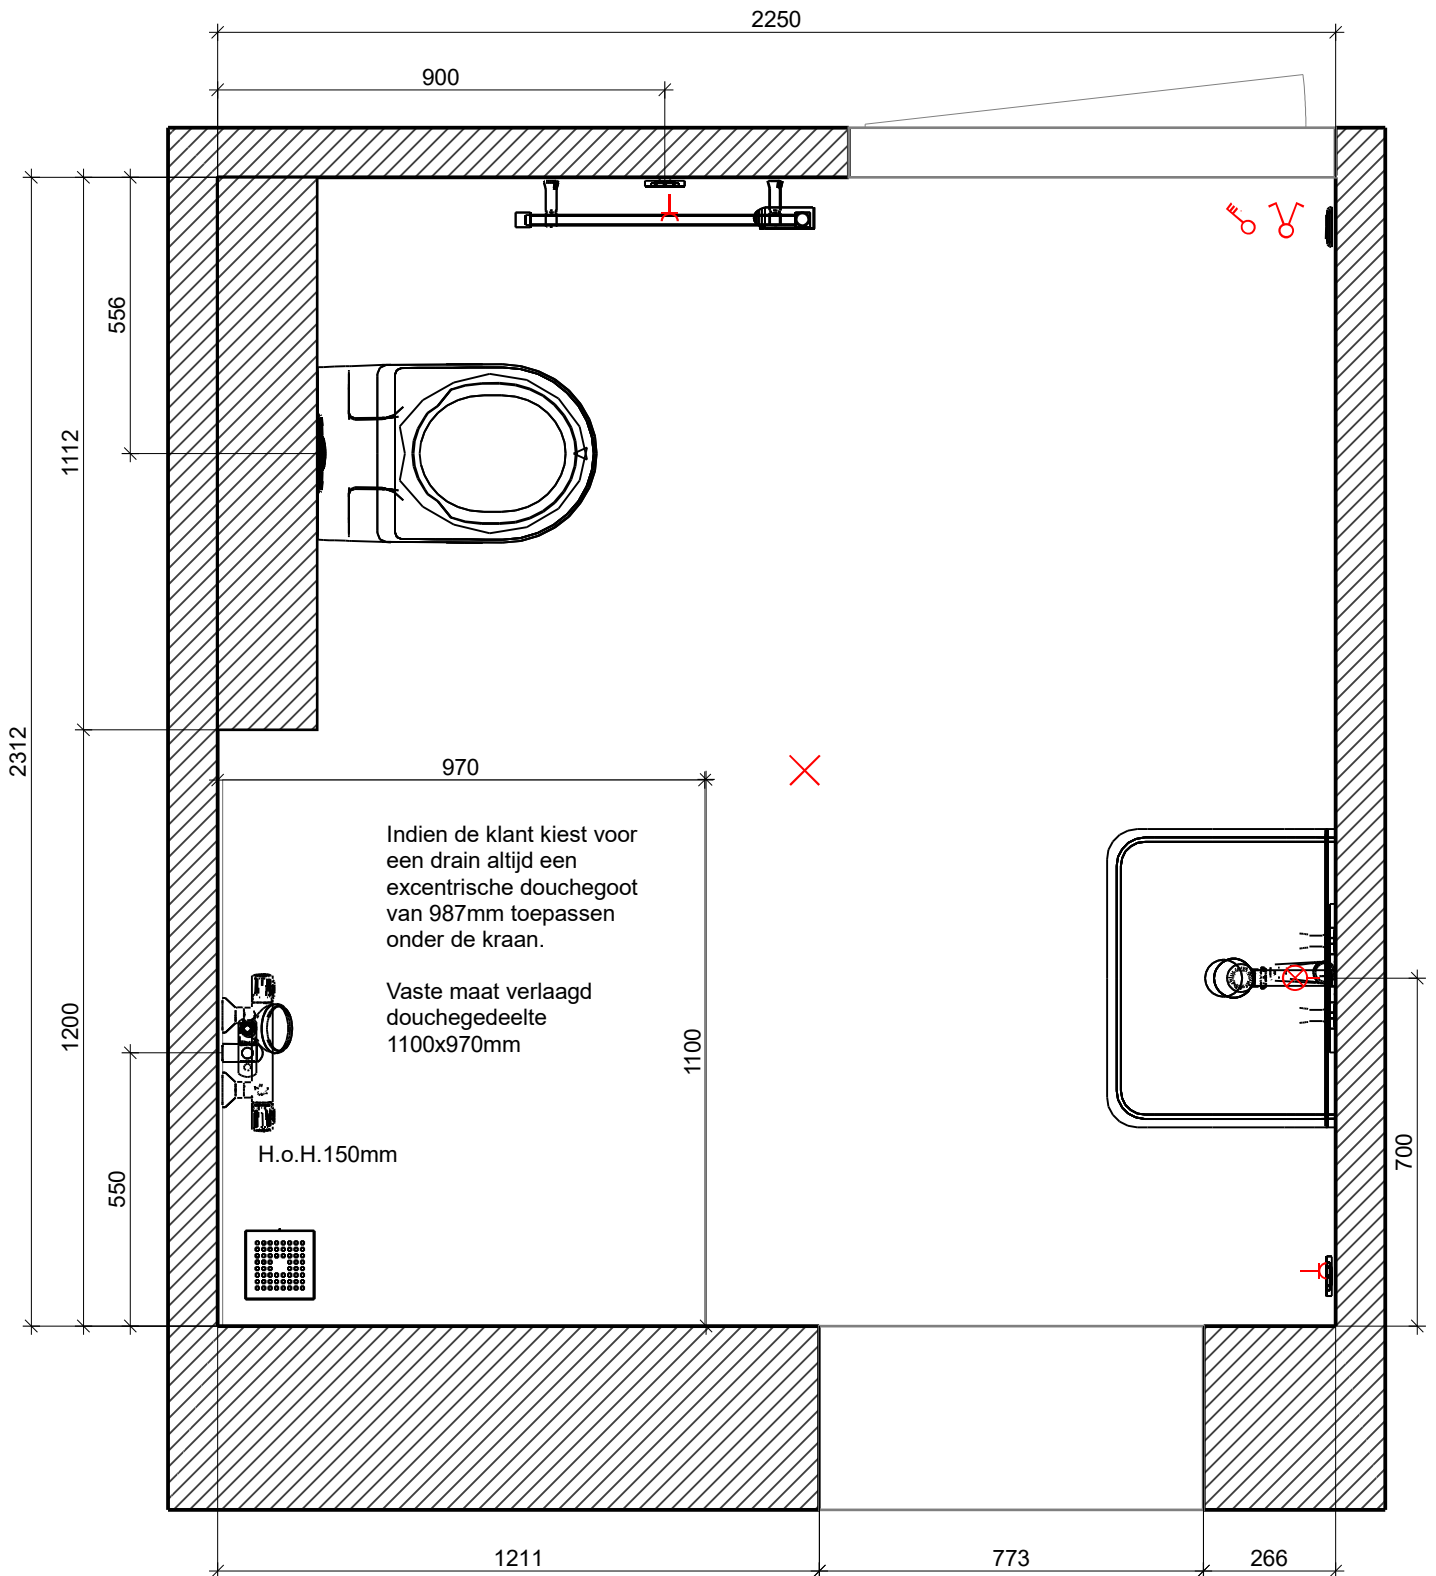 2250
900
556
1112
2312
970
Indien de klant kiest voor
een drain altijd een
excentrische douchegoot
van 987mm toepassen
onder de kraan.
Vaste maat verlaagd
douchegedeelte
1100x970mm
1200
1100
H.o.H.150mm
700
550
1211
773
266